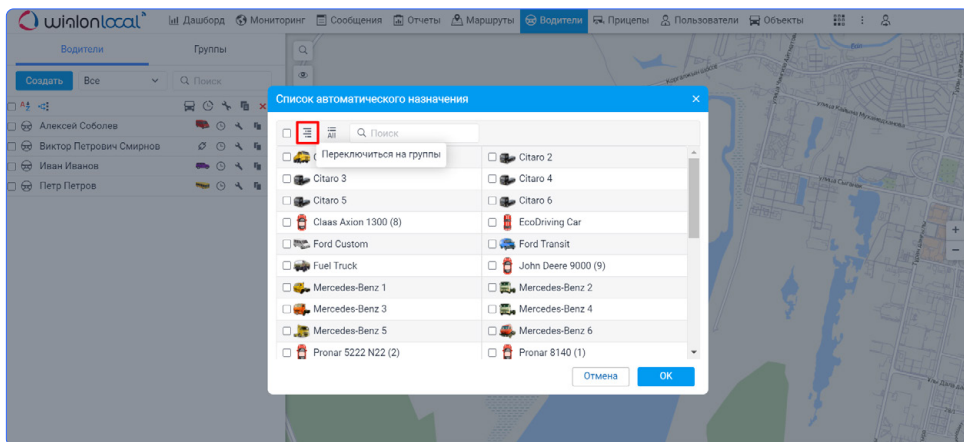 wialon local
Дашборд Мониторинг Сообщения Отчеты Маршруты Водители Прицепы Пользователи Объекты
Водители Группы
Создать Все Поиск
Алексей Соболев
Виктор Петрович Смирнов
Иван Иванов
Петр Петров
Список автоматического назначения
All Поиск
Переключиться на группы
Citaro 2
Citaro 3 Citaro 4
Citaro 5 Citaro 6
Claas Axion 1300 (8) EcoDriving Car
Ford Custom Ford Transit
Fuel Truck John Deere 9000 (9)
Mercedes-Benz 1 Mercedes-Benz 2
Mercedes-Benz 3 Mercedes-Benz 4
Mercedes-Benz 5 Mercedes-Benz 6
Pronar 5222 N22 (2) Pronar 8140 (1)
Отмена OK